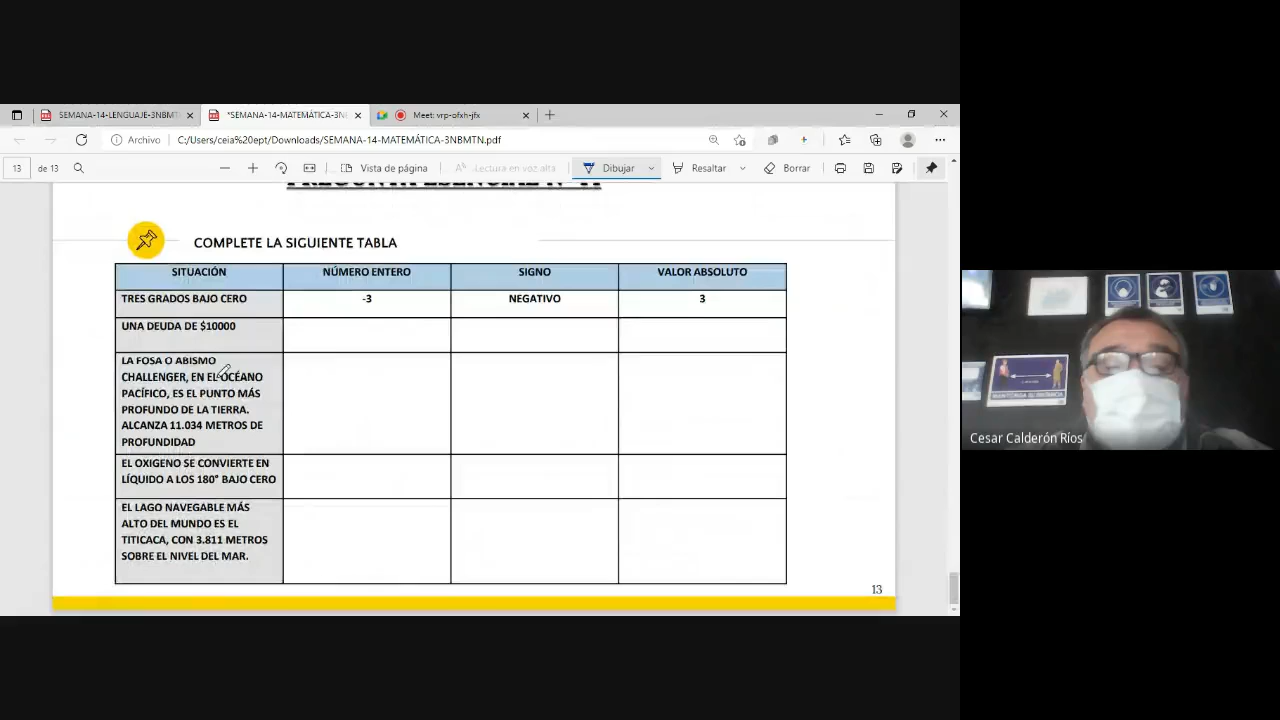 SEMANA-14-LENGUAJE-3NBMT
*SEMANA-14-MATEMÁTICA-3N
Meet: vrp-ofxh-jfx
Archivo
C:/Users/ceia%20ept/Downloads/SEMANA-14-MATEMÁTICA-3NBMTN.pdf
13 de 13
Vista de página
Lectura en voz alta
Dibujar
Resaltar
Borrar
COMPLETE LA SIGUIENTE TABLA
SITUACIÓN NÚMERO ENTERO SIGNO VALOR ABSOLUTO
TRES GRADOS BAJO CERO -3 NEGATIVO 3
UNA DEUDA DE $10000
LA FOSA O ABISMO
CHALLENGER, EN EL OCÉANO
PACÍFICO, ES EL PUNTO MÁS
PROFUNDO DE LA TIERRA.
ALCANZA 11.034 METROS DE
PROFUNDIDAD
EL OXIGENO SE CONVIERTE EN
LÍQUIDO A LOS 180° BAJO CERO
EL LAGO NAVEGABLE MÁS
ALTO DEL MUNDO ES EL
TITICACA, CON 3.811 METROS
SOBRE EL NIVEL DEL MAR.
13
Cesar Calderón Ríos